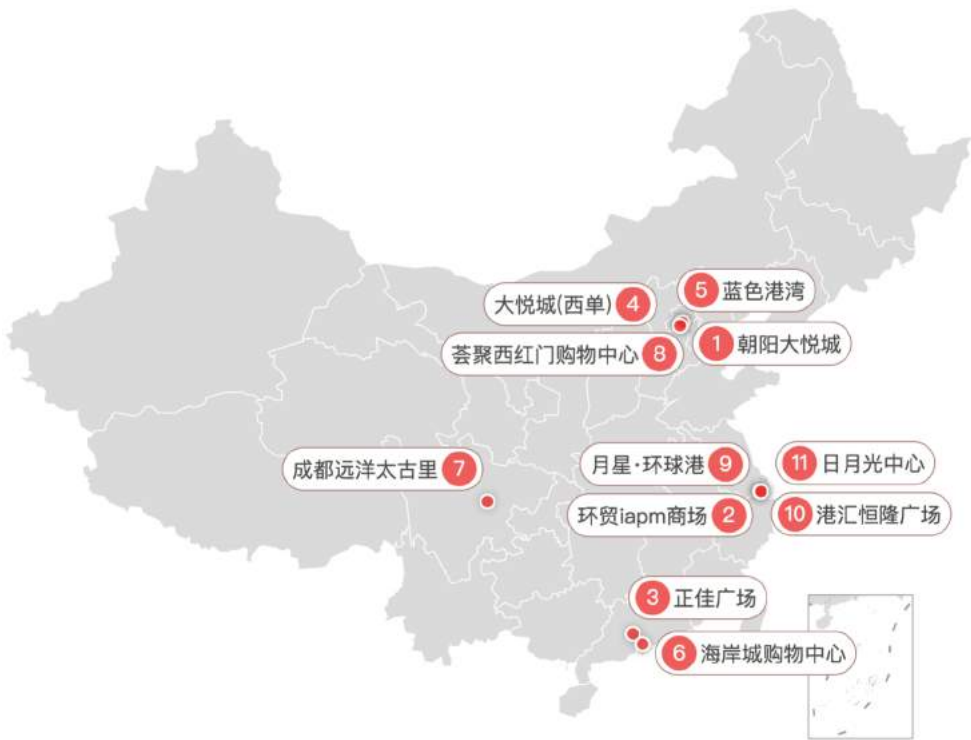 5 蓝色港湾
大悦城(西单) 4
1 朝阳大悦城
荟聚西红门购物中心 8
成都远洋太古里 7
月星·环球港 9
11 日月光中心
环贸iapm商场 2
10 港汇恒隆广场
3 正佳广场
6 海岸城购物中心